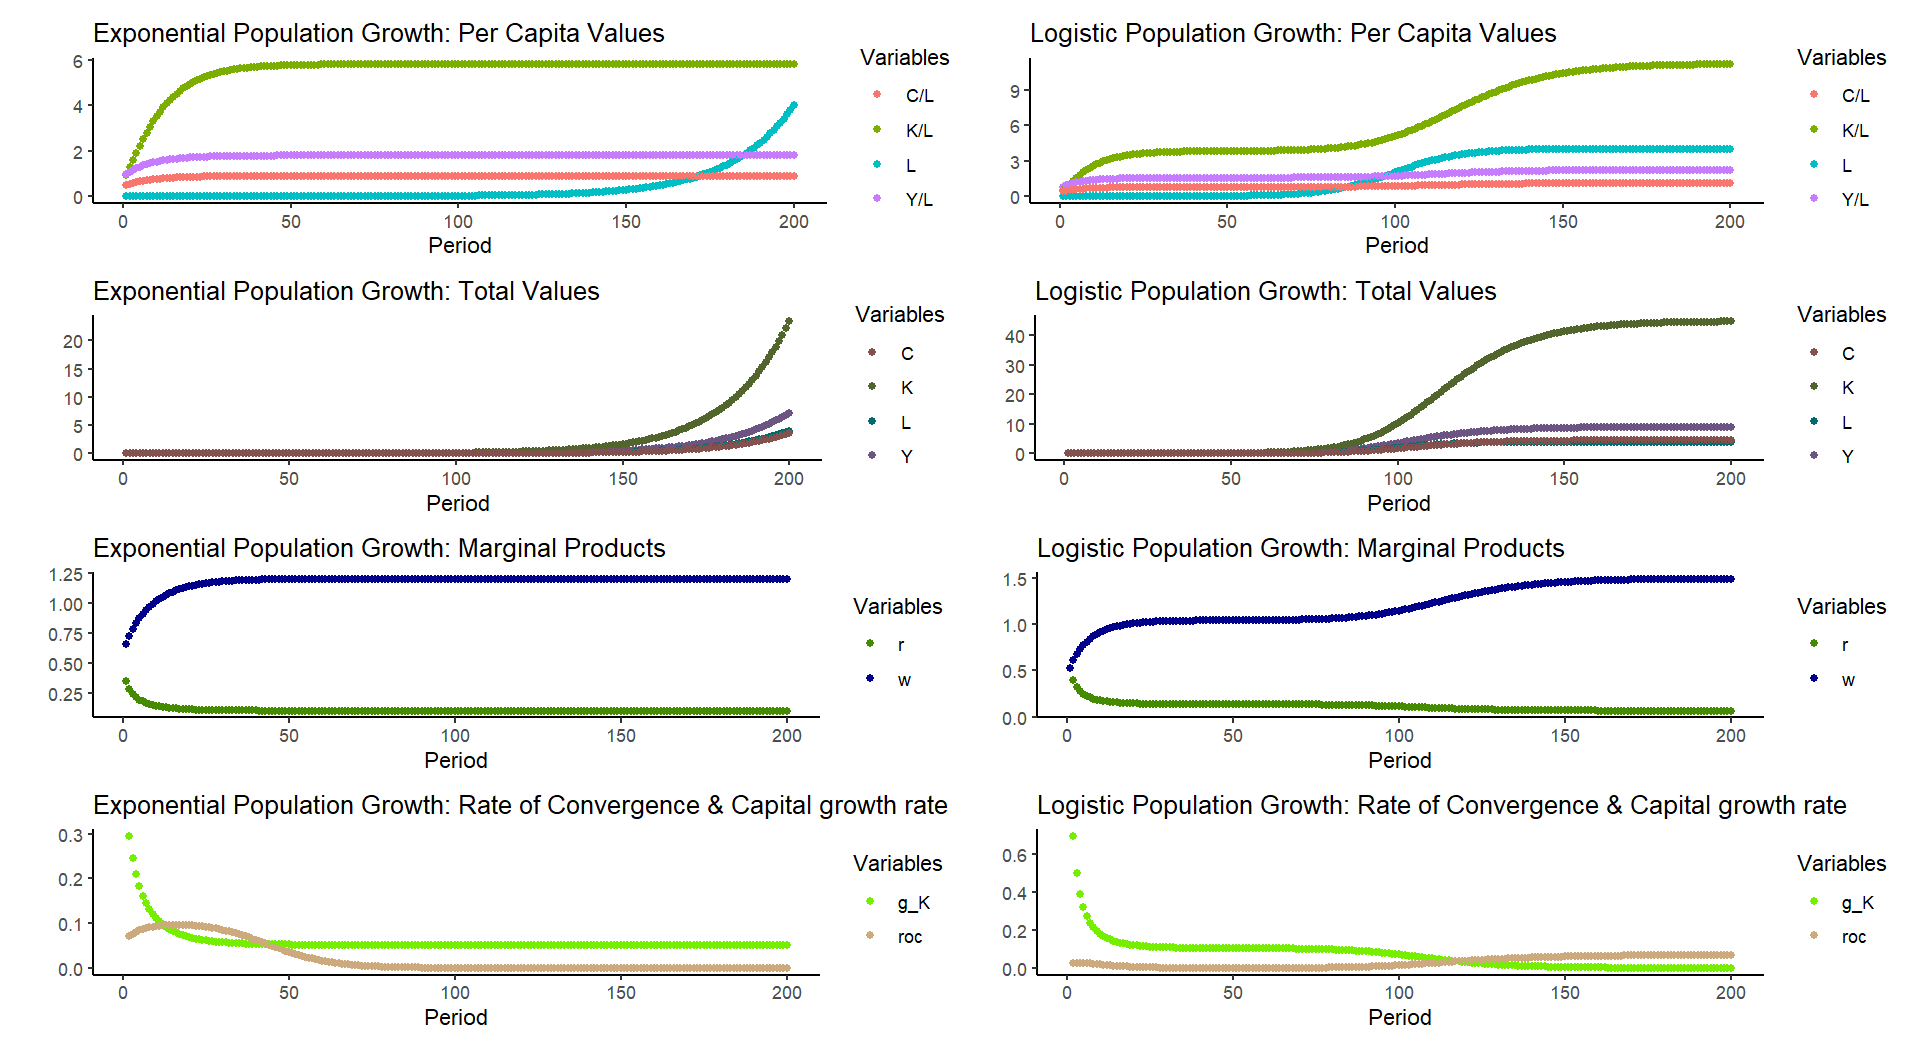 Exponential Population Growth: Per Capita Values
6
4
2
0
0 50 100 150 200
Period
Variables
C/L
K/L
L
Y/L
Logistic Population Growth: Per Capita Values
9
6
3
0
0 50 100 150 200
Period
Variables
C/L
K/L
L
Y/L
Exponential Population Growth: Total Values
20
15
10
5
0
0 50 100 150 200
Period
Variables
C
K
L
Y
Logistic Population Growth: Total Values
40
30
20
10
0
0 50 100 150 200
Period
Variables
C
K
L
Y
Exponential Population Growth: Marginal Products
1.25
1.00
0.75
0.50
0.25
0 50 100 150 200
Period
Variables
r
w
Logistic Population Growth: Marginal Products
1.5
1.0
0.5
0.0
0 50 100 150 200
Period
Variables
r
w
Exponential Population Growth: Rate of Convergence & Capital growth rate
0.3
0.2
0.1
0.0
0 50 100 150 200
Period
Variables
g_K
roc
Logistic Population Growth: Rate of Convergence & Capital growth rate
0.6
0.4
0.2
0.0
0 50 100 150 200
Period
Variables
g_K
roc